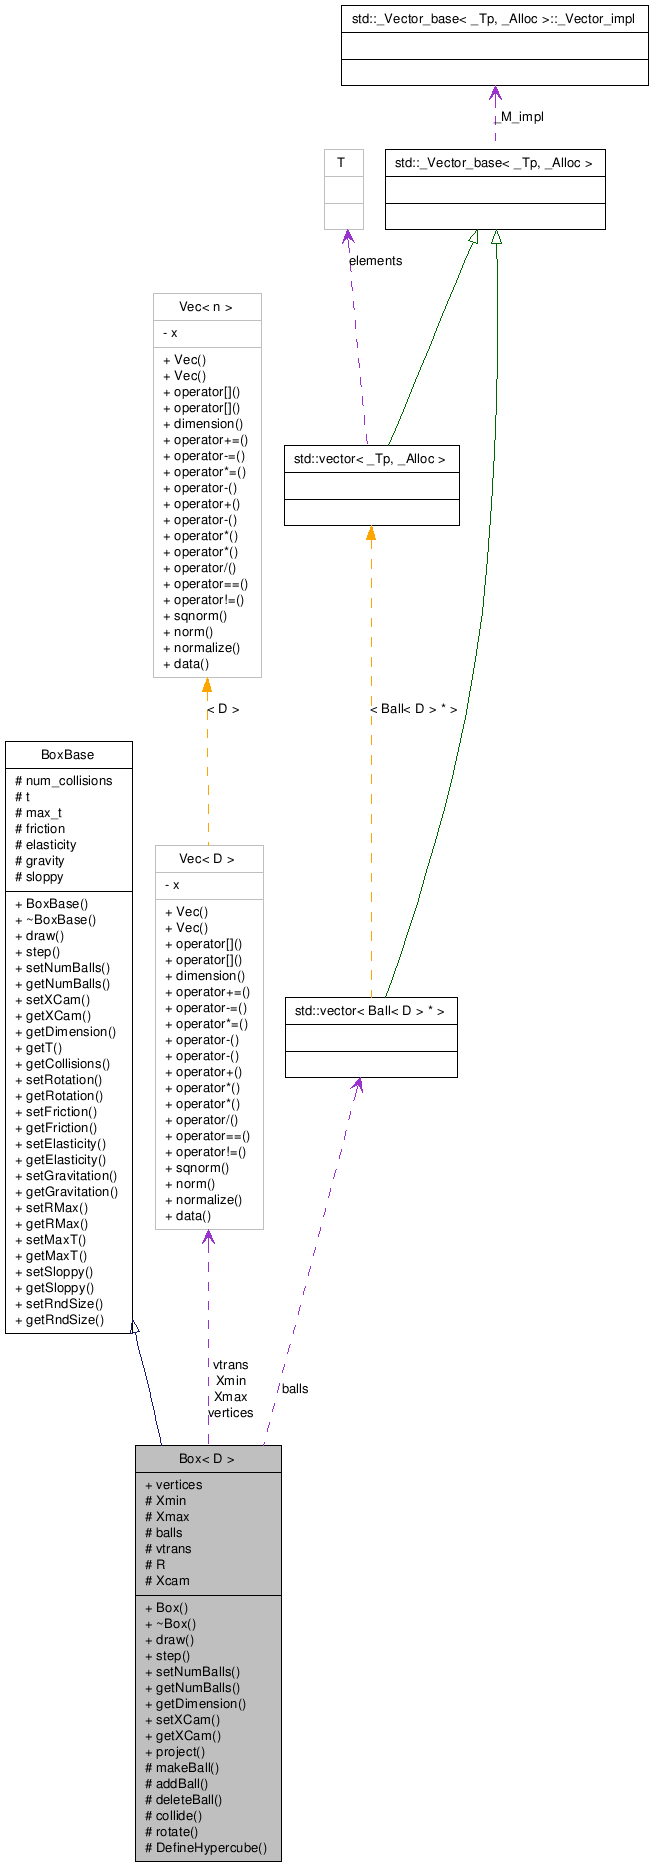 std::_Vector_base< _Tp, _Alloc >::_Vector_impl
_M_impl
T
std::_Vector_base< _Tp, _Alloc >
elements
Vec< n >
- x
+ Vec()
+ Vec()
+ operator[]()
+ operator[]()
+ dimension()
+ operator+=()
+ operator-=()
+ operator*=()
+ operator-()
+ operator+()
+ operator-()
+ operator*()
+ operator*()
+ operator/()
+ operator==()
+ operator!=()
+ sqnorm()
+ norm()
+ normalize()
+ data()
std::vector< _Tp, _Alloc >
< D >
< Ball< D > * >
BoxBase
# num_collisions
# t
# max_t
# friction
# elasticity
# gravity
# sloppy
+ BoxBase()
+ ~BoxBase()
+ draw()
+ step()
+ setNumBalls()
+ getNumBalls()
+ setXCam()
+ getXCam()
+ getDimension()
+ getT()
+ getCollisions()
+ setRotation()
+ getRotation()
+ setFriction()
+ getFriction()
+ setElasticity()
+ getElasticity()
+ setGravitation()
+ getGravitation()
+ setRMax()
+ getRMax()
+ setMaxT()
+ getMaxT()
+ setSloppy()
+ getSloppy()
+ setRndSize()
+ getRndSize()
Vec< D >
- x
+ Vec()
+ Vec()
+ operator[]()
+ operator[]()
+ dimension()
+ operator+=()
+ operator-=()
+ operator*=()
+ operator-()
+ operator-()
+ operator+()
+ operator*()
+ operator*()
+ operator/()
+ operator==()
+ operator!=()
+ sqnorm()
+ norm()
+ normalize()
+ data()
std::vector< Ball< D > * >
vtrans
Xmin
Xmax
vertices
balls
Box< D >
+ vertices
# Xmin
# Xmax
# balls
# vtrans
# R
# Xcam
+ Box()
+ ~Box()
+ draw()
+ step()
+ setNumBalls()
+ getNumBalls()
+ getDimension()
+ setXCam()
+ getXCam()
+ project()
# makeBall()
# addBall()
# deleteBall()
# collide()
# rotate()
# DefineHypercube()